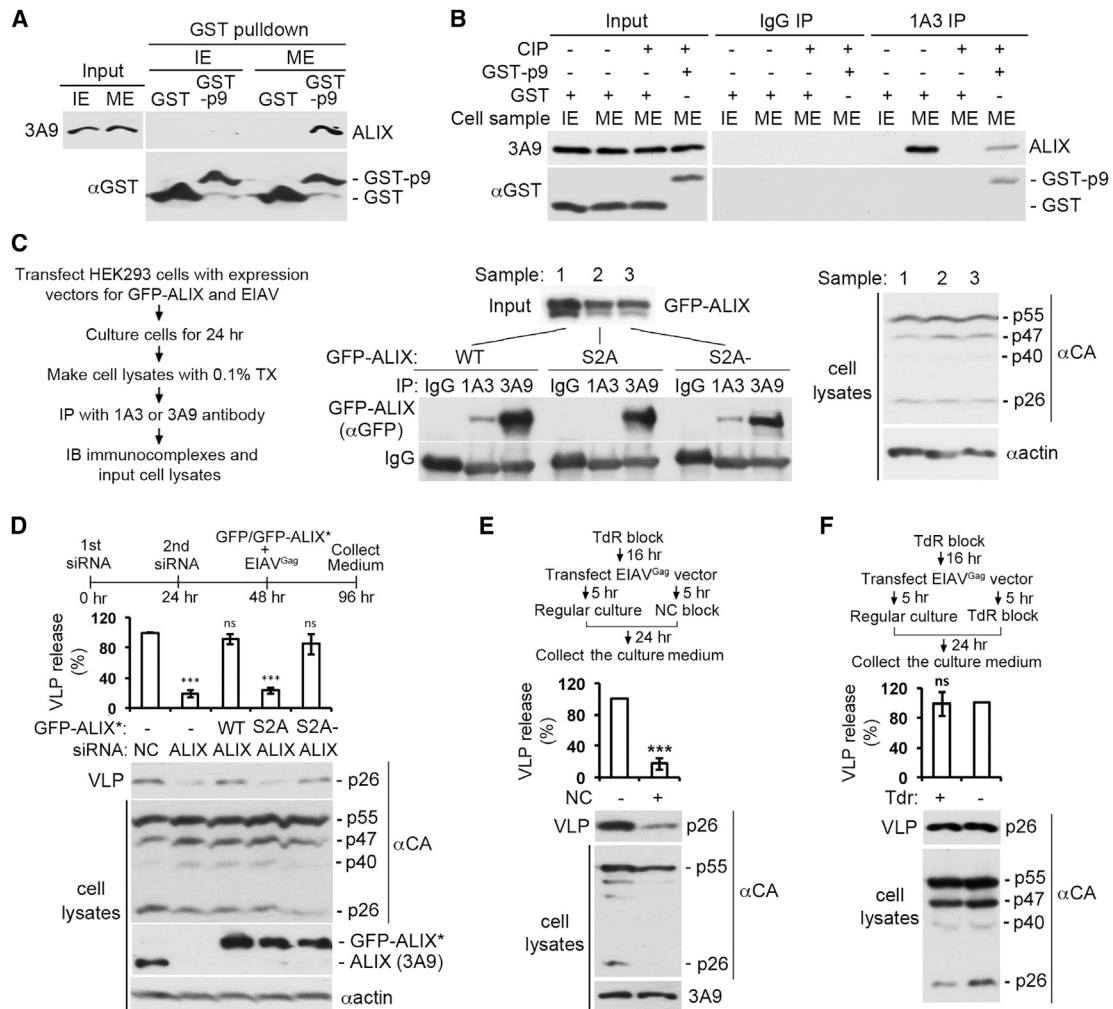 A
GST pulldown
IE ME
Input GST GST
IE ME GST -p9 GST -p9
3A9 ALIX
αGST - GST-p9
- GST
B
Input IgG IP 1A3 IP
CIP - - + + - - + + - - + +
GST-p9 - - - + - - - + - - - +
GST + + + - + + + - + + + -
Cell sample IE ME ME ME IE ME ME ME IE ME ME ME
3A9 ALIX
αGST - GST-p9
- GST
C
Transfect HEK293 cells with expression
vectors for GFP-ALIX and EIAV
Culture cells for 24 hr
Make cell lysates with 0.1% TX
IP with 1A3 or 3A9 antibody
IB immunocomplexes and
input cell lysates
Sample: 1 2 3
Input GFP-ALIX
GFP-ALIX: WT S2A S2A-
IP: IgG 1A3 3A9 IgG 1A3 3A9 IgG 1A3 3A9
GFP-ALIX
(αGFP)
IgG
Sample: 1 2 3
- p55
- p47
- p40
- p26
αCA
cell
lysates
αactin
D
1st
siRNA
2nd
siRNA
GFP/GFP-ALIX*
+
EIAVGag
Collect
Medium
0 hr 24 hr 48 hr 96 hr
VLP release
(%)
120
80
40
0
*** ns *** ns
GFP-ALIX*: - - WT S2A S2A-
siRNA: NC ALIX ALIX ALIX ALIX
VLP - p26
- p55
- p47
- p40
- p26
αCA
cell
lysates
- GFP-ALIX*
- ALIX (3A9)
αactin
E
TdR block
16 hr
Transfect EIAVGag vector
5 hr 5 hr
Regular culture NC block
24 hr
Collect the culture medium
VLP release
(%)
120
80
40
0
***
NC - +
VLP p26
- p55
- p26
αCA
cell
lysates
3A9
F
TdR block
16 hr
Transfect EIAVGag vector
5 hr 5 hr
Regular culture TdR block
24 hr
Collect the culture medium
VLP release
(%)
120
80
40
0
ns
Tdr: + -
VLP p26
- p55
- p47
- p40
- p26
αCA
cell
lysates